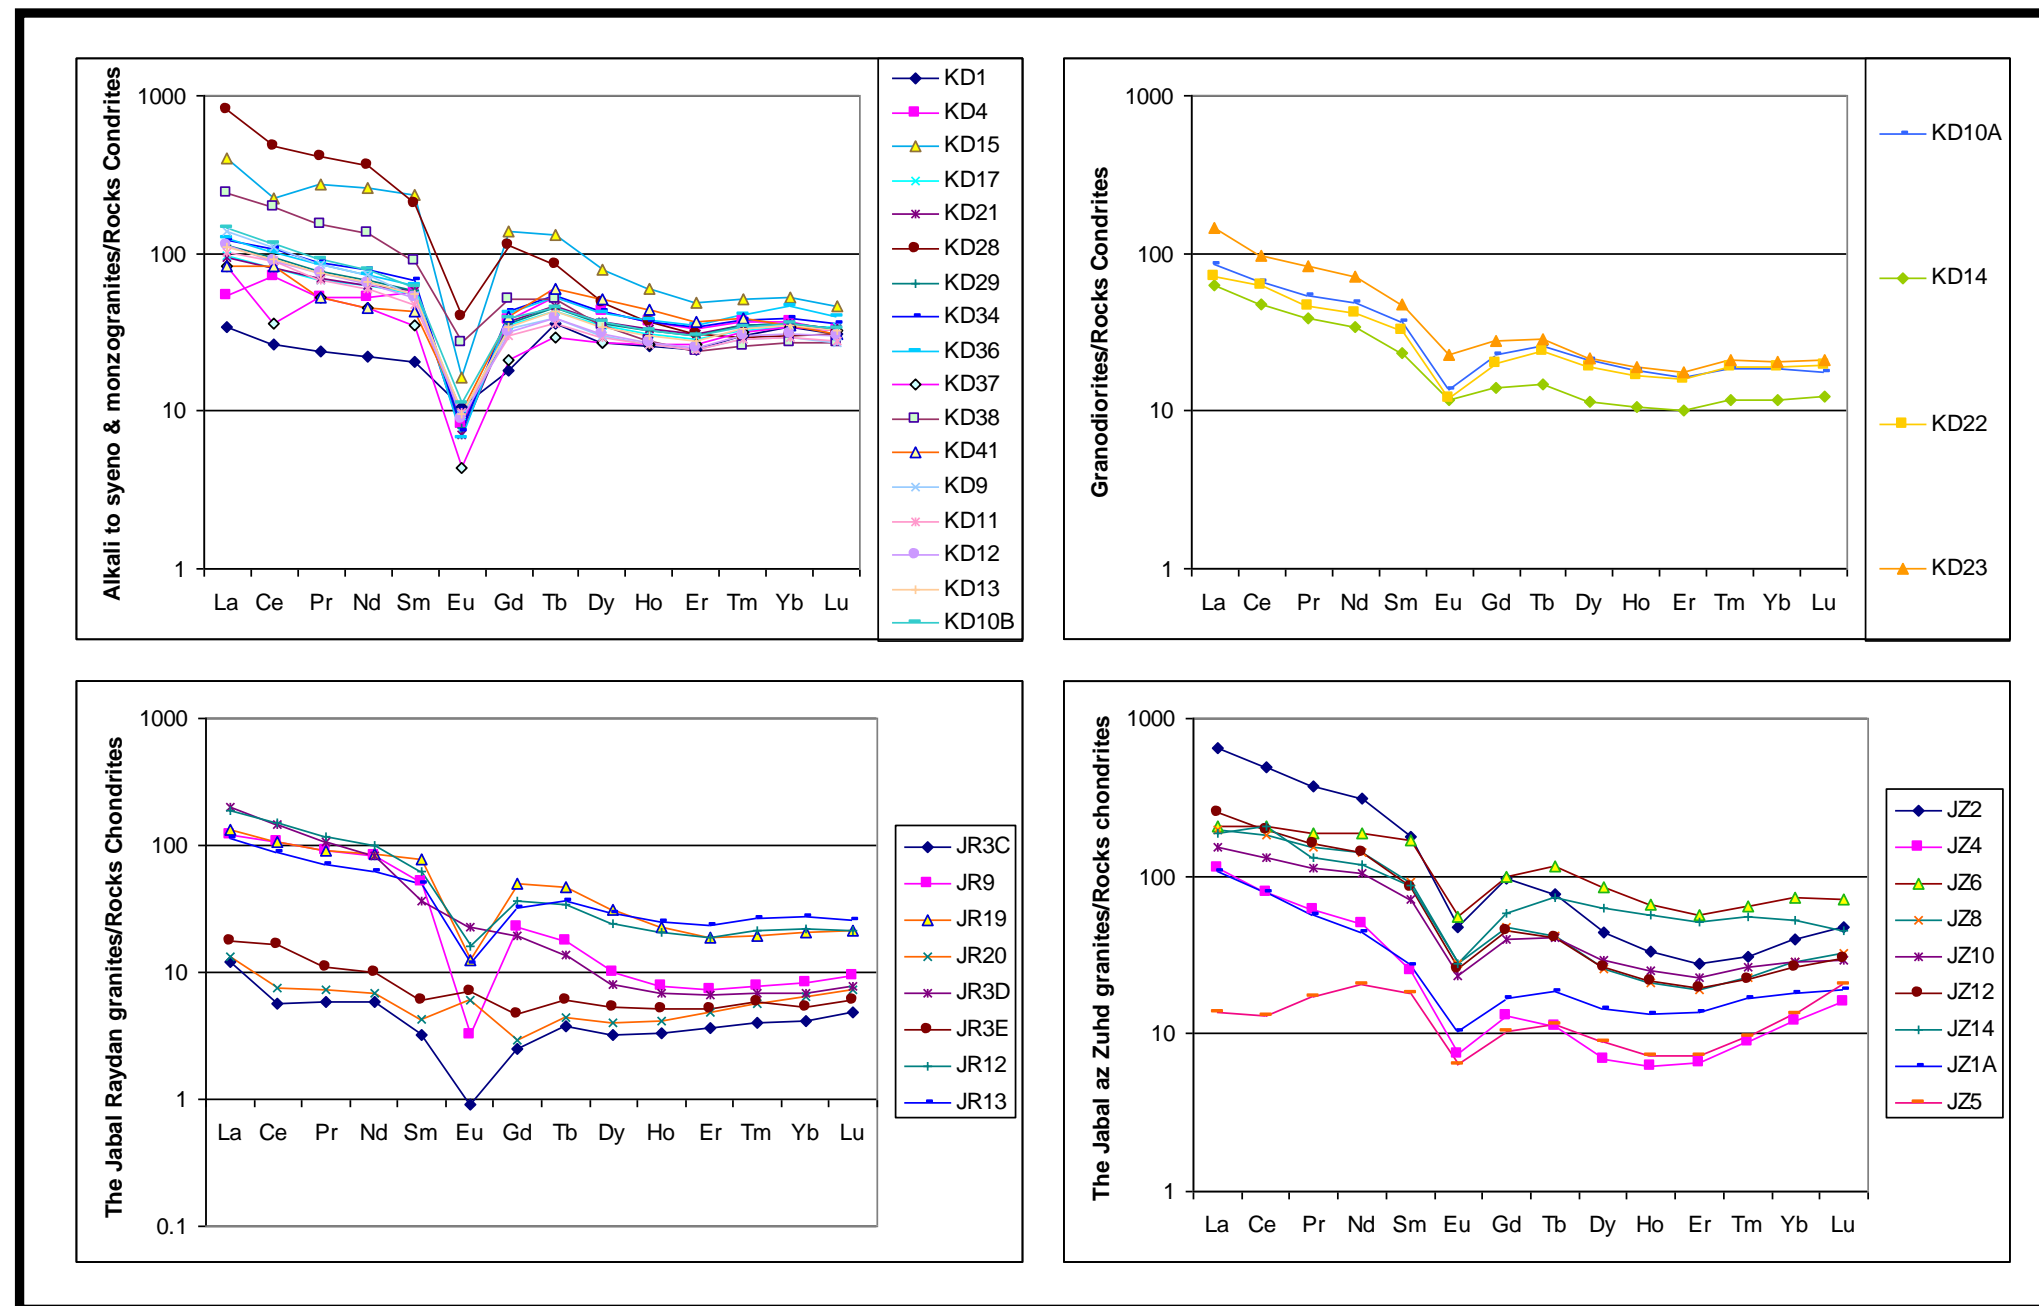 Alkali to syeno & monzogranites/Rocks Condrites
1000
100
10
1
La Ce Pr Nd Sm Eu Gd Tb Dy Ho Er Tm Yb Lu
KD1
KD4
KD15
KD17
KD21
KD28
KD29
KD34
KD36
KD37
KD38
KD41
KD9
KD11
KD12
KD13
KD10B
Granodiorites/Rocks Condrites
1000
100
10
1
La Ce Pr Nd Sm Eu Gd Tb Dy Ho Er Tm Yb Lu
KD10A
KD14
KD22
KD23
The Jabal Raydan granites/Rocks Chondrites
1000
100
10
1
0.1
La Ce Pr Nd Sm Eu Gd Tb Dy Ho Er Tm Yb Lu
JR3C
JR9
JR19
JR20
JR3D
JR3E
JR12
JR13
The Jabal az Zuhd granites/Rocks chondrites
1000
100
10
1
La Ce Pr Nd Sm Eu Gd Tb Dy Ho Er Tm Yb Lu
JZ2
JZ4
JZ6
JZ8
JZ10
JZ12
JZ14
JZ1A
JZ5